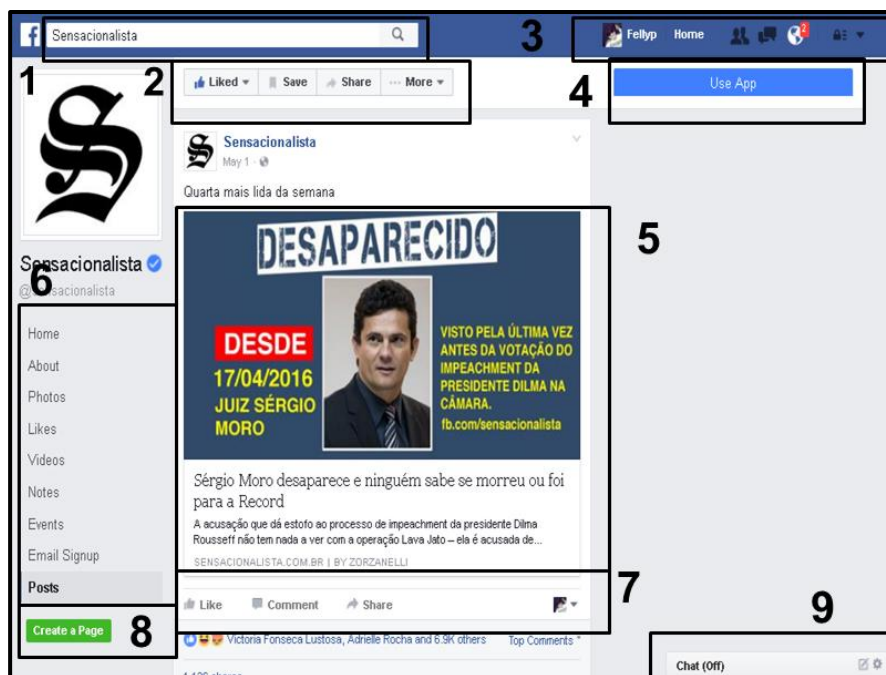 Sensacionalista
3
Fellyp Home
2
1
2
Liked Save Share ··· More
4
Use App
Sensacionalista
May 1 ·
Quarta mais lida da semana
5
DESAPARECIDO
DESDE
17/04/2016
JUIZ SÉRGIO
MORO
VISTO PELA ÚLTIMA VEZ
ANTES DA VOTAÇÃO DO
IMPEACHMENT DA
PRESIDENTE DILMA NA
CÂMARA.
fb.com/sensacionalista
Sensacionalista
6
@sensacionalista
Home
About
Photos
Likes
Videos
Notes
Events
Email Signup
Posts
Sérgio Moro desaparece e ninguém sabe se morreu ou foi
para a Record
A acusação que dá estofo ao processo de impeachment da presidente Dilma
Rousseff não tem nada a ver com a operação Lava Jato – ela é acusada de...
SENSACIONALISTA.COM.BR | BY ZORZANELLI
7
Like Comment Share
8
Create a Page
9
Victoria Fonseca Lustosa, Adrielle Rocha and 6.9K others Top Comments
Chat (Off)